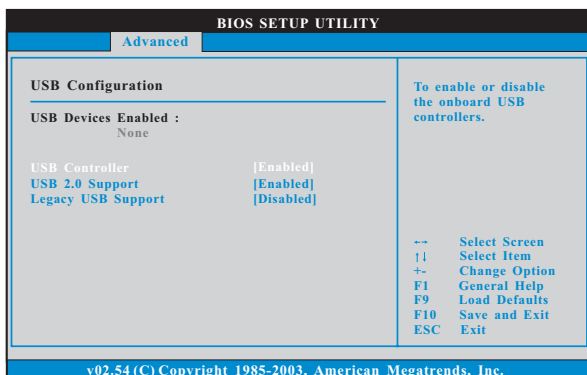 BIOS SETUP UTILITY
Advanced
USB Configuration
USB Devices Enabled :
None
USB Controller [Enabled]
USB 2.0 Support [Enabled]
Legacy USB Support [Disabled]
To enable or disable
the onboard USB
controllers.
←→ Select Screen
↑↓ Select Item
+- Change Option
F1 General Help
F9 Load Defaults
F10 Save and Exit
ESC Exit
v02.54 (C) Copyright 1985-2003, American Megatrends, Inc.